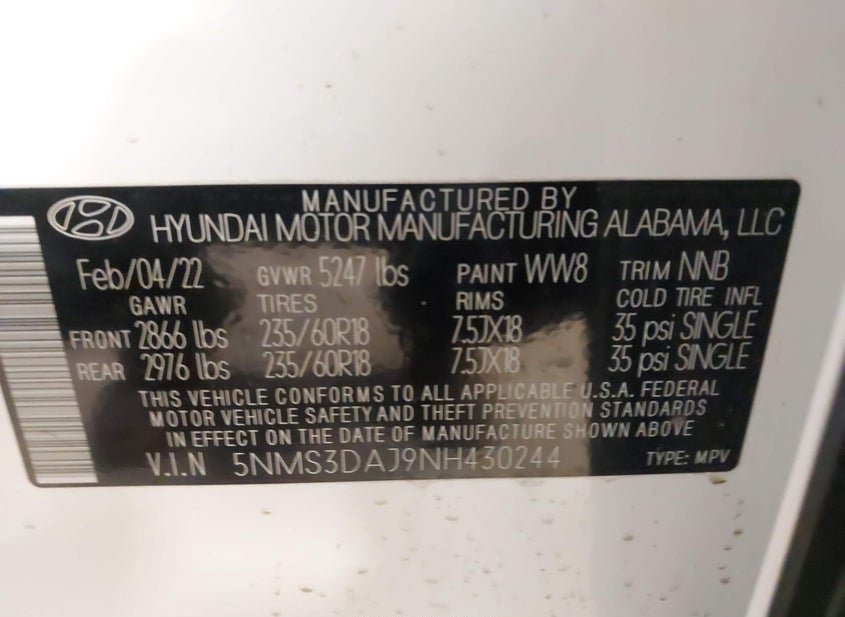 MANUFACTURED BY
HYUNDAI MOTOR MANUFACTURING ALABAMA, LLC
Feb/04/22 GVWR 5247 lbs PAINT WW8 TRIM NNB
GAWR TIRES RIMS COLD TIRE INFL
FRONT 2866 lbs 235/60R18 7.5JX18 35 psi SINGLE
REAR 2976 lbs 235/60R18 7.5JX18 35 psi SINGLE
THIS VEHICLE CONFORMS TO ALL APPLICABLE U.S.A. FEDERAL
MOTOR VEHICLE SAFETY AND THEFT PREVENTION STANDARDS
IN EFFECT ON THE DATE OF MANUFACTURE SHOWN ABOVE
V.I.N 5NMS3DAJ9NH430244 TYPE: MPV